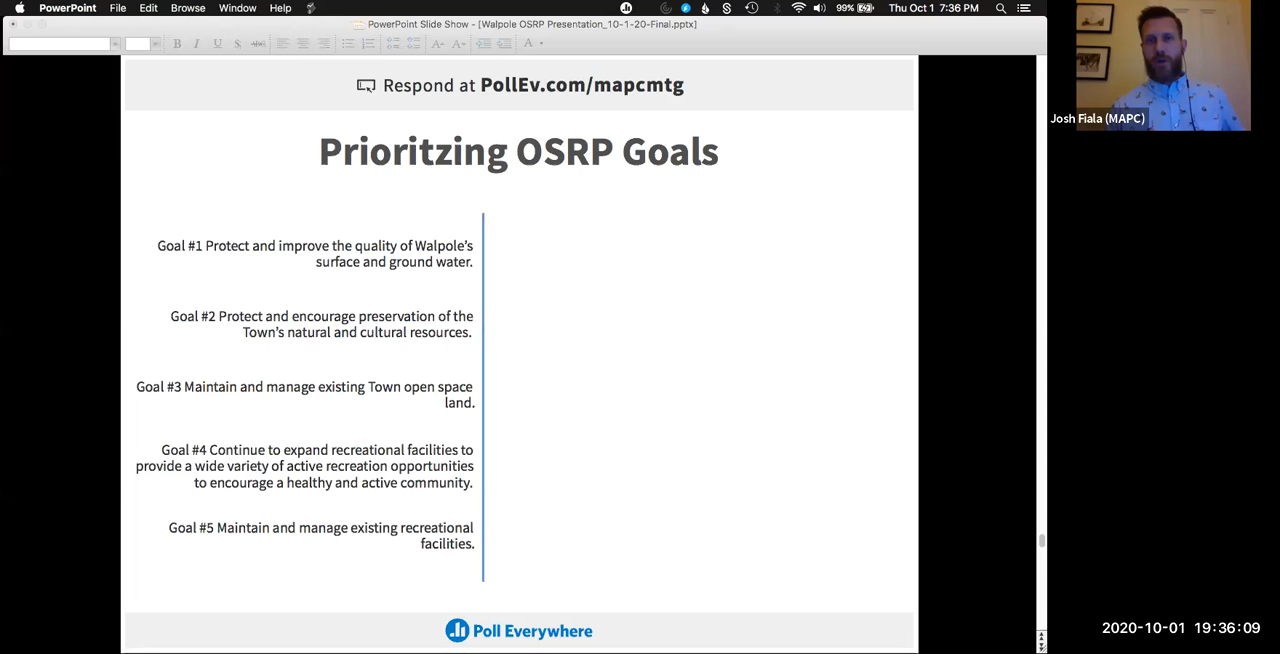 PowerPoint File Edit Browse Window Help 99% Thu Oct 1 7:36 PM
PowerPoint Slide Show - [Walpole OSRP Presentation_10-1-20-Final.pptx]
B I U S ABC A A A
Respond at PollEv.com/mapcmtg
Prioritzing OSRP Goals
Goal #1 Protect and improve the quality of Walpole's
surface and ground water.
Goal #2 Protect and encourage preservation of the
Town's natural and cultural resources.
Goal #3 Maintain and manage existing Town open space
land.
Goal #4 Continue to expand recreational facilities to
provide a wide variety of active recreation opportunities
to encourage a healthy and active community.
Goal #5 Maintain and manage existing recreational
facilities.
Poll Everywhere
Josh Fiala (MAPC)
2020-10-01 19:36:09